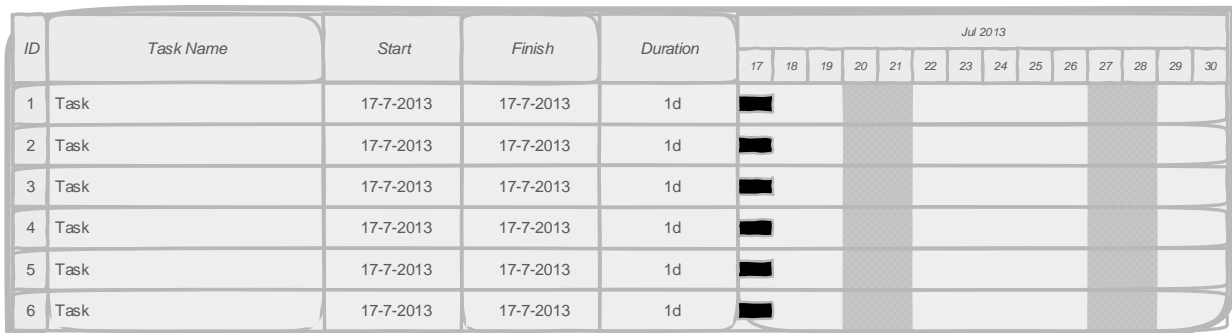 ID Task Name Start Finish Duration Jul 2013
17 18 19 20 21 22 23 24 25 26 27 28 29 30
1 Task 17-7-2013 17-7-2013 1d
2 Task 17-7-2013 17-7-2013 1d
3 Task 17-7-2013 17-7-2013 1d
4 Task 17-7-2013 17-7-2013 1d
5 Task 17-7-2013 17-7-2013 1d
6 Task 17-7-2013 17-7-2013 1d